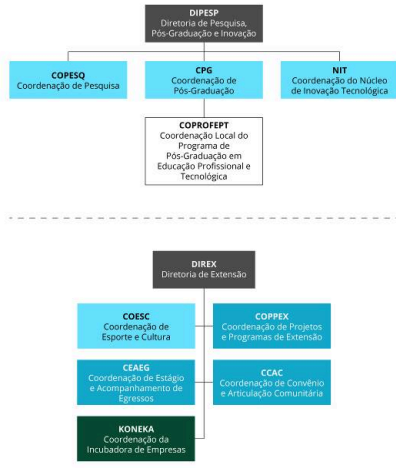 DIPESP
Diretoria de Pesquisa,
Pós-Graduação e Inovação
COPESQ
Coordenação de Pesquisa
CPG
Coordenação de
Pós-Graduação
NIT
Coordenação do Núcleo
de Inovação Tecnológica
COPROFEPT
Coordenação Local do
Programa de
Pós-Graduação em
Educação Profissional e
Tecnológica
DIREX
Diretoria de Extensão
COESC
Coordenação de
Esporte e Cultura
COPPEX
Coordenação de Projetos
e Programas de Extensão
CEAEG
Coordenação de Estágio
e Acompanhamento de
Egressos
CCAC
Coordenação de Convênio
e Articulação Comunitária
KONEKA
Coordenação da
Incubadora de Empresas